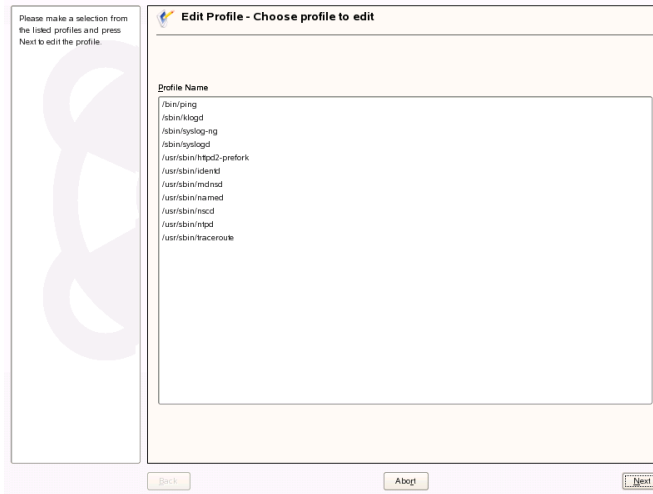 Please make a selection from
the listed profiles and press
Next to edit the profile.
Edit Profile - Choose profile to edit
Profile Name
/bin/ping
/sbin/klogd
/sbin/syslog-ng
/sbin/syslogd
/usr/sbin/httpd2-prefork
/usr/sbin/identd
/usr/sbin/mdnsd
/usr/sbin/named
/usr/sbin/nscd
/usr/sbin/ntpd
/usr/sbin/traceroute
Back
Abort
Next